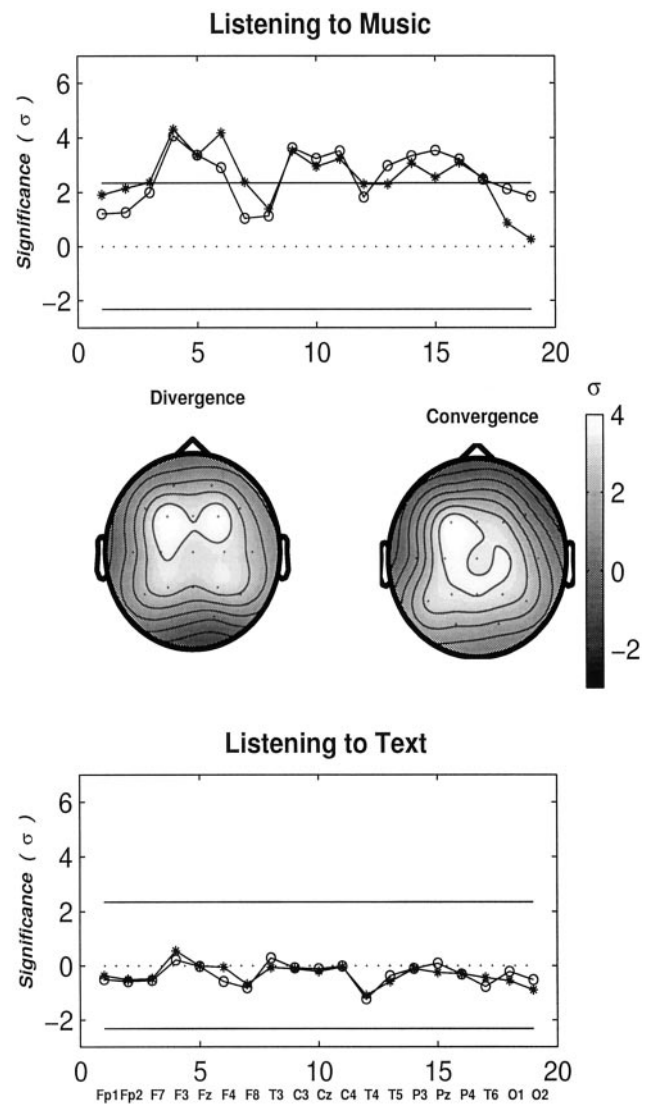 Listening to Music
Significance ( σ )
6
4
2
0
−2
0 5 10 15 20
Divergence
Convergence
σ
4
2
0
−2
Listening to Text
Significance ( σ )
6
4
2
0
−2
0 5 10 15 20
Fp1 Fp2 F7 F3 Fz F4 F8 T3 C3 Cz C4 T4 T5 P3 Pz P4 T6 O1 O2